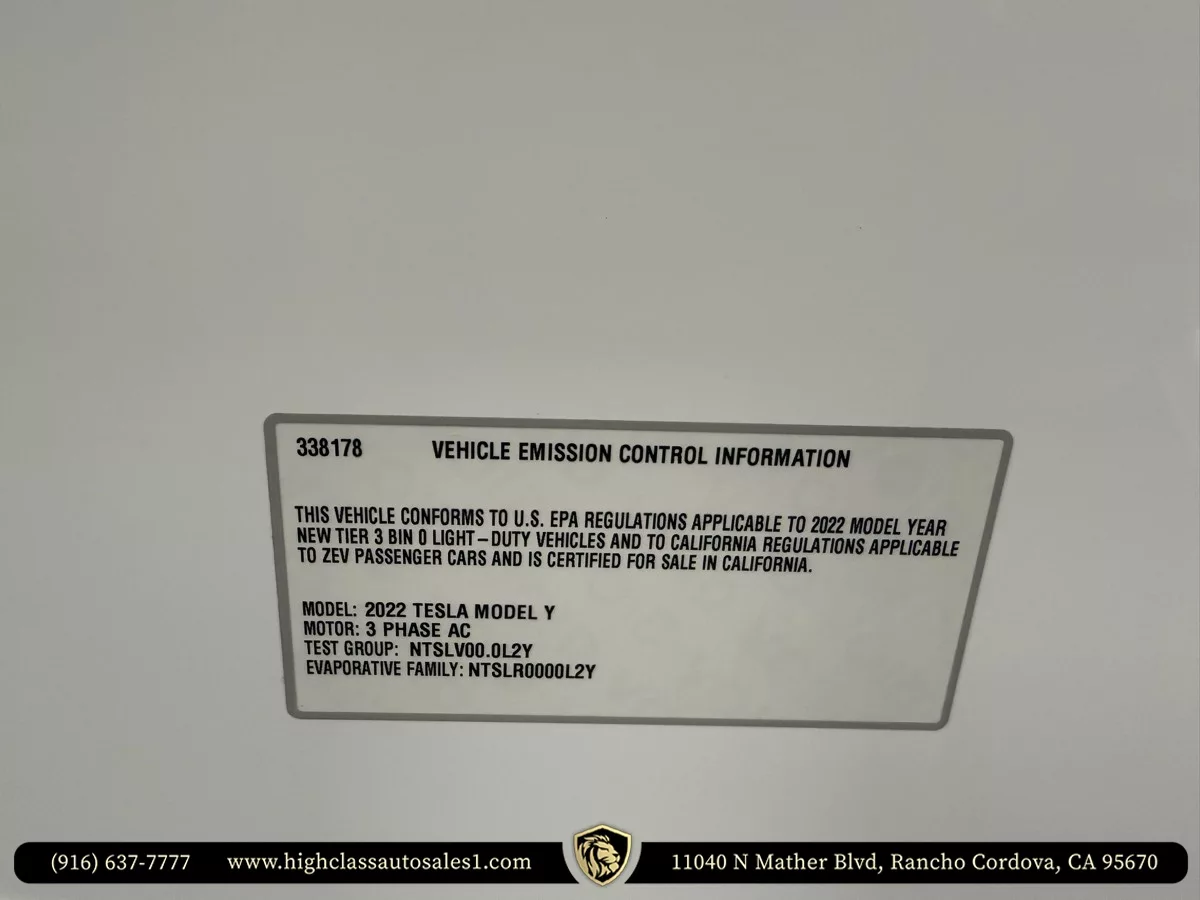 338178 VEHICLE EMISSION CONTROL INFORMATION
THIS VEHICLE CONFORMS TO U.S. EPA REGULATIONS APPLICABLE TO 2022 MODEL YEAR
NEW TIER 3 BIN 0 LIGHT-DUTY VEHICLES AND TO CALIFORNIA REGULATIONS APPLICABLE
TO ZEV PASSENGER CARS AND IS CERTIFIED FOR SALE IN CALIFORNIA.
MODEL: 2022 TESLA MODEL Y
MOTOR: 3 PHASE AC
TEST GROUP: NTSLV00.0L2Y
EVAPORATIVE FAMILY: NTSLR0000L2Y
(916) 637-7777 www.highclassautosales1.com 11040 N Mather Blvd, Rancho Cordova, CA 95670